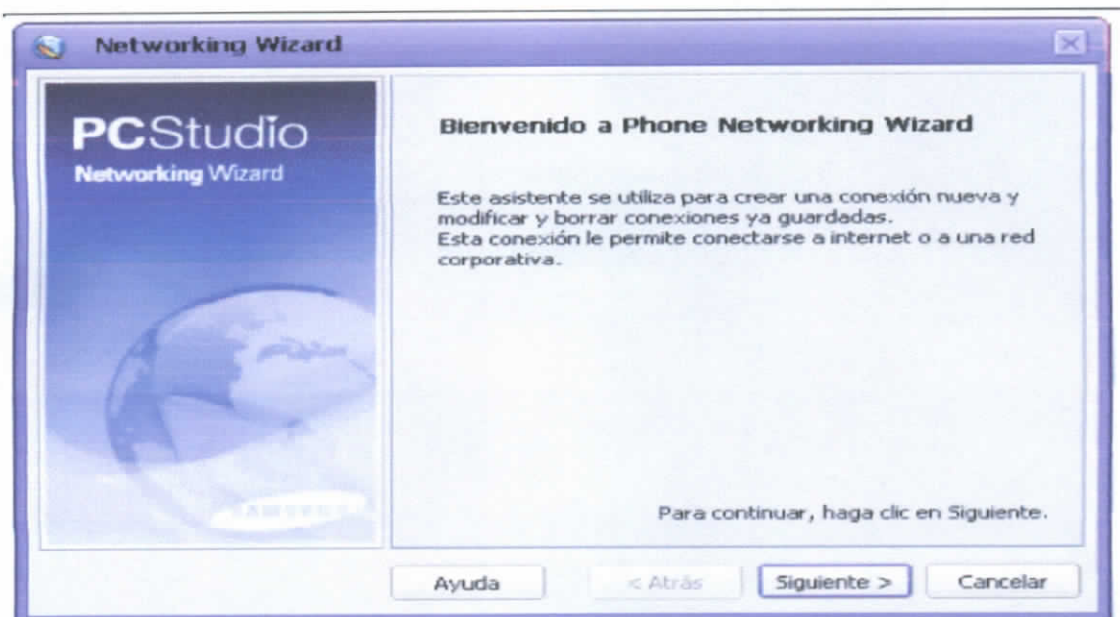 Networking Wizard
PCStudio
Networking Wizard
Bienvenido a Phone Networking Wizard
Este asistente se utiliza para crear una conexión nueva y
modificar y borrar conexiones ya guardadas.
Esta conexión le permite conectarse a internet o a una red
corporativa.
SAMSUNG
Para continuar, haga clic en Siguiente.
Ayuda
< Atrás
Siguiente >
Cancelar